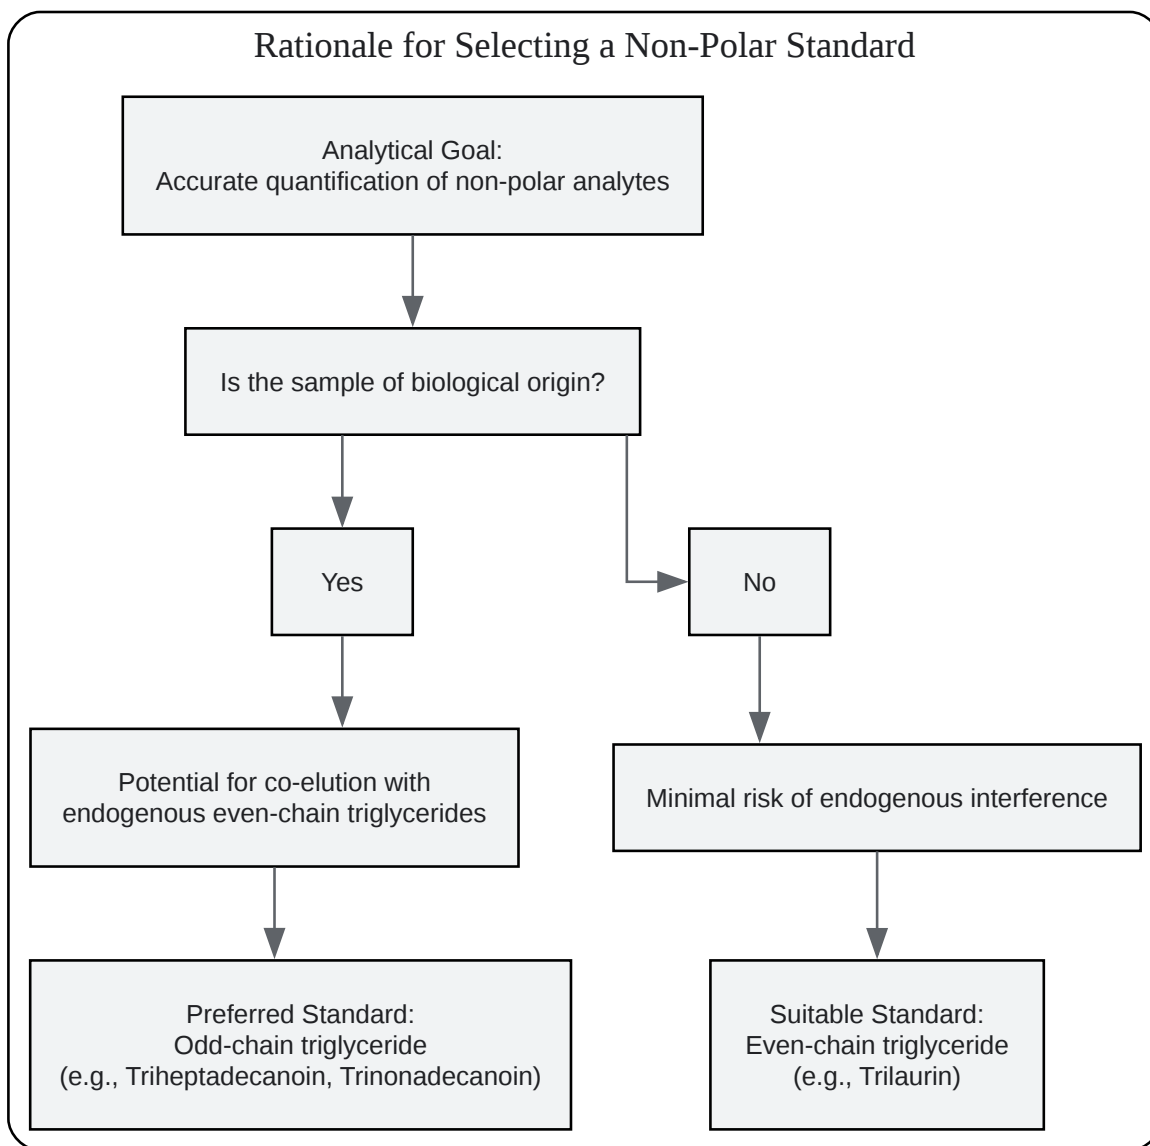 Rationale for Selecting a Non-Polar Standard
Analytical Goal:
Accurate quantification of non-polar analytes
Is the sample of biological origin?
Yes
No
Potential for co-elution with
endogenous even-chain triglycerides
Minimal risk of endogenous interference
Preferred Standard:
Odd-chain triglyceride
(e.g., Triheptadecanoin, Trinonadecanoin)
Suitable Standard:
Even-chain triglyceride
(e.g., Trilaurin)